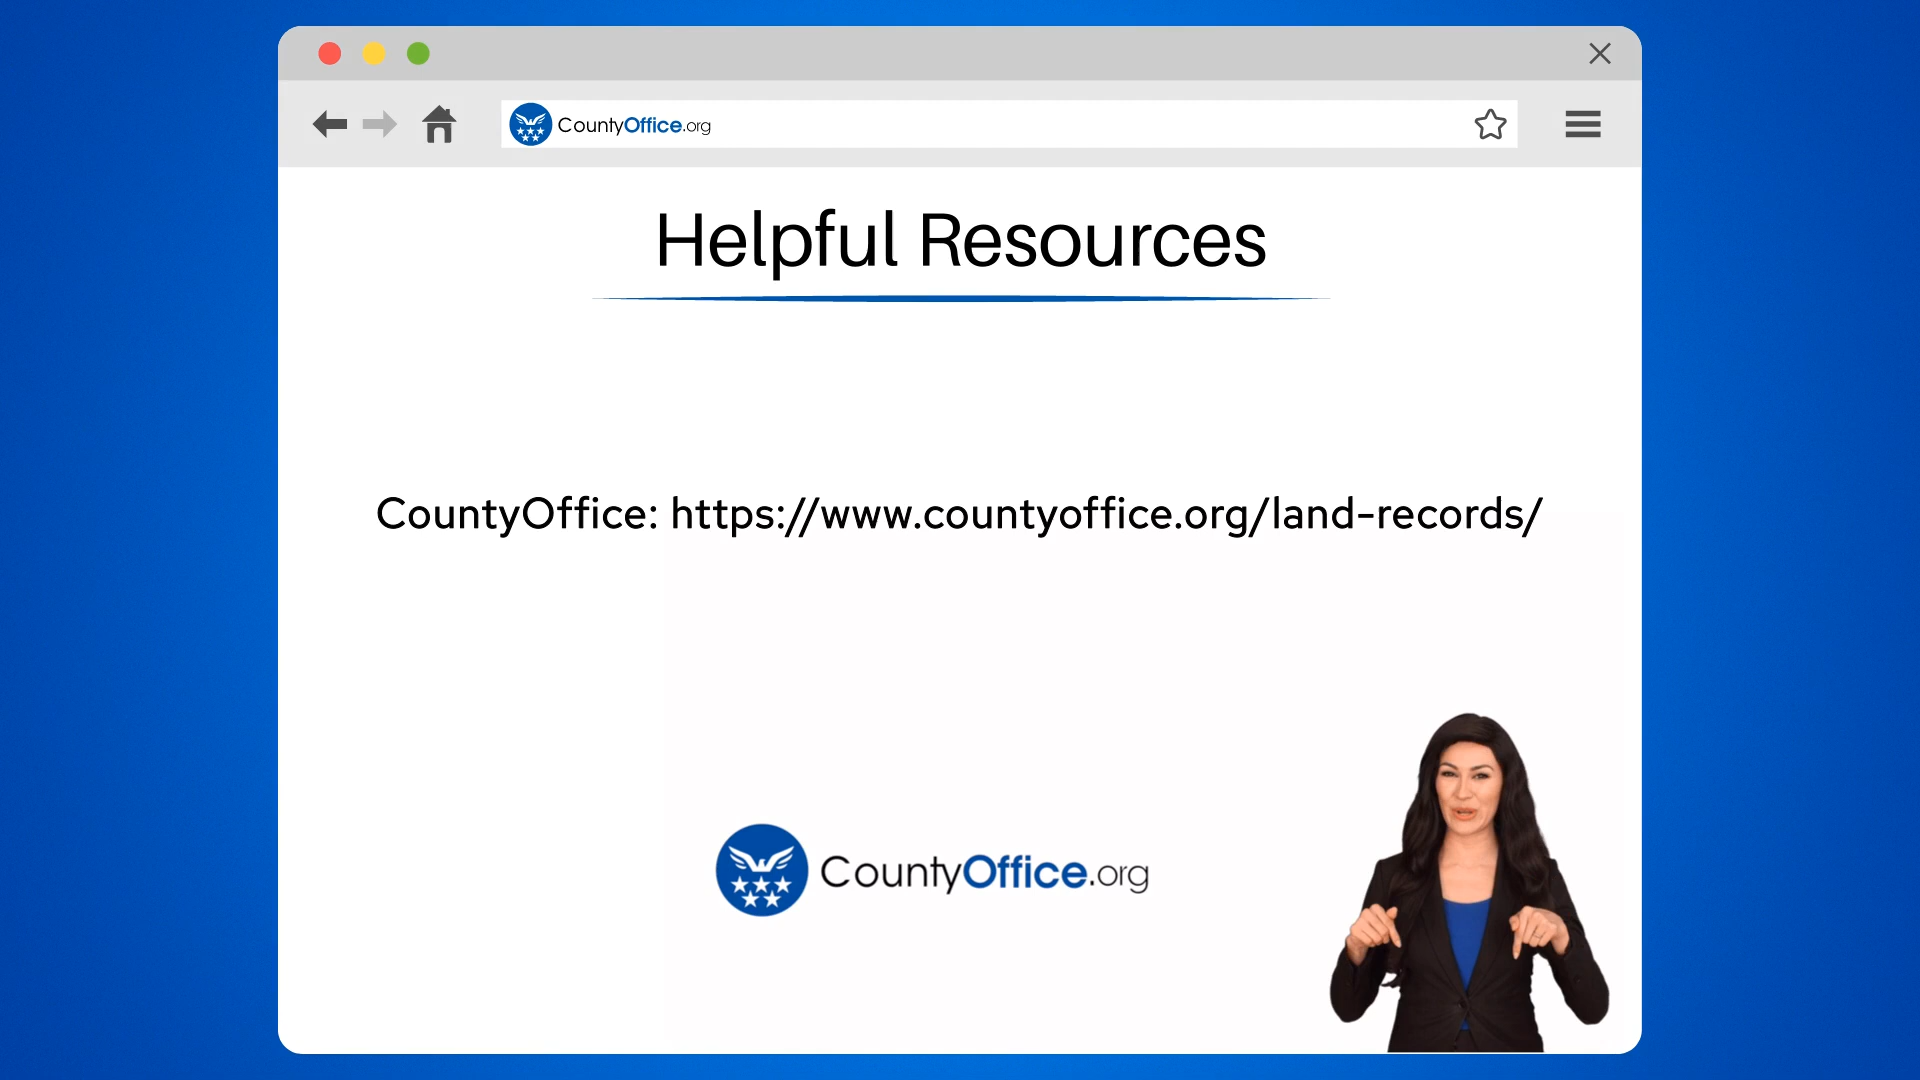 CountyOffice.org
Helpful Resources
CountyOffice: https://www.countyoffice.org/land-records/
CountyOffice.org